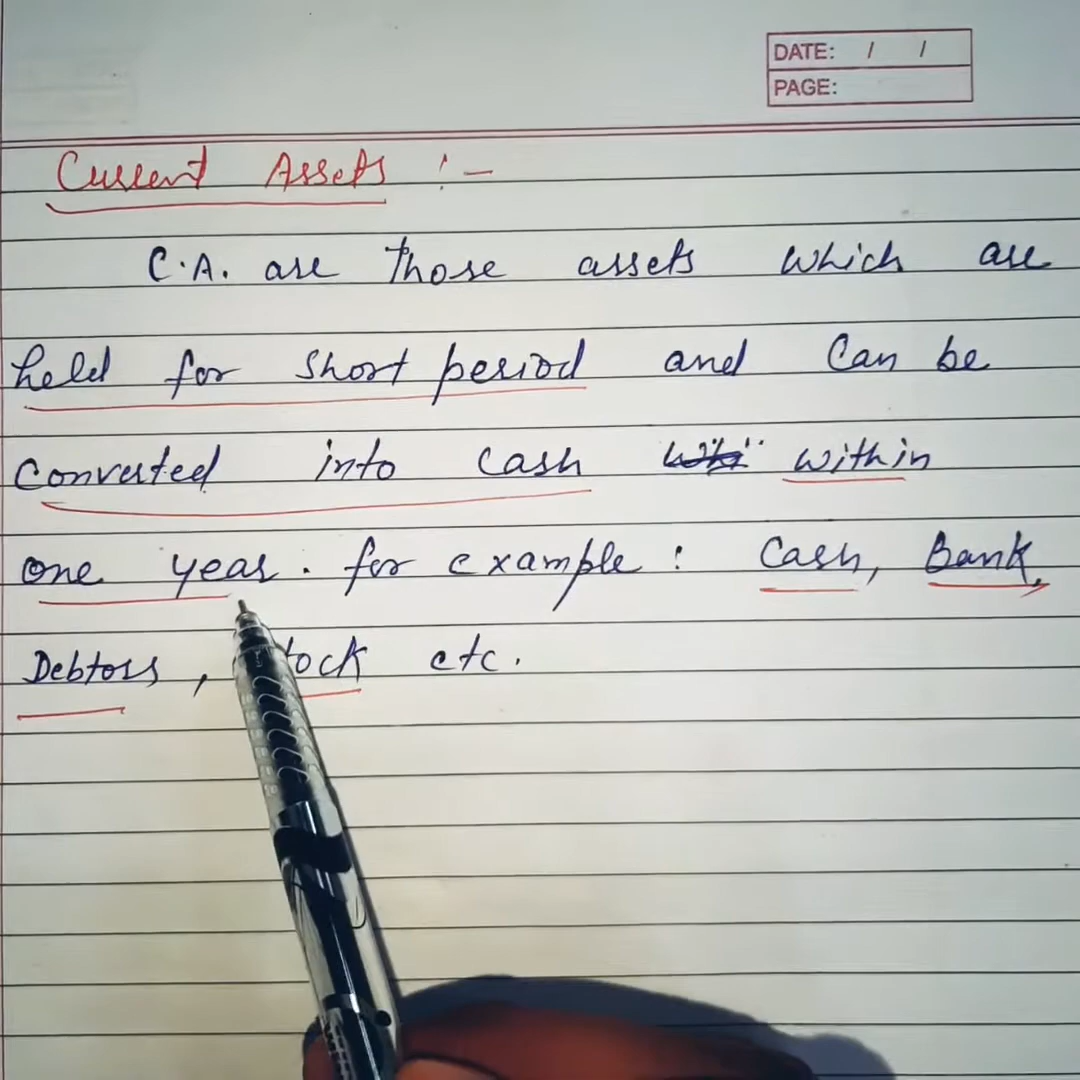 DATE: / /
PAGE:
Current Assets :-
C.A. are those assets which are
held for short period and can be
converted into cash within
one year. for example : Cash, Bank,
Debtors, tock etc.